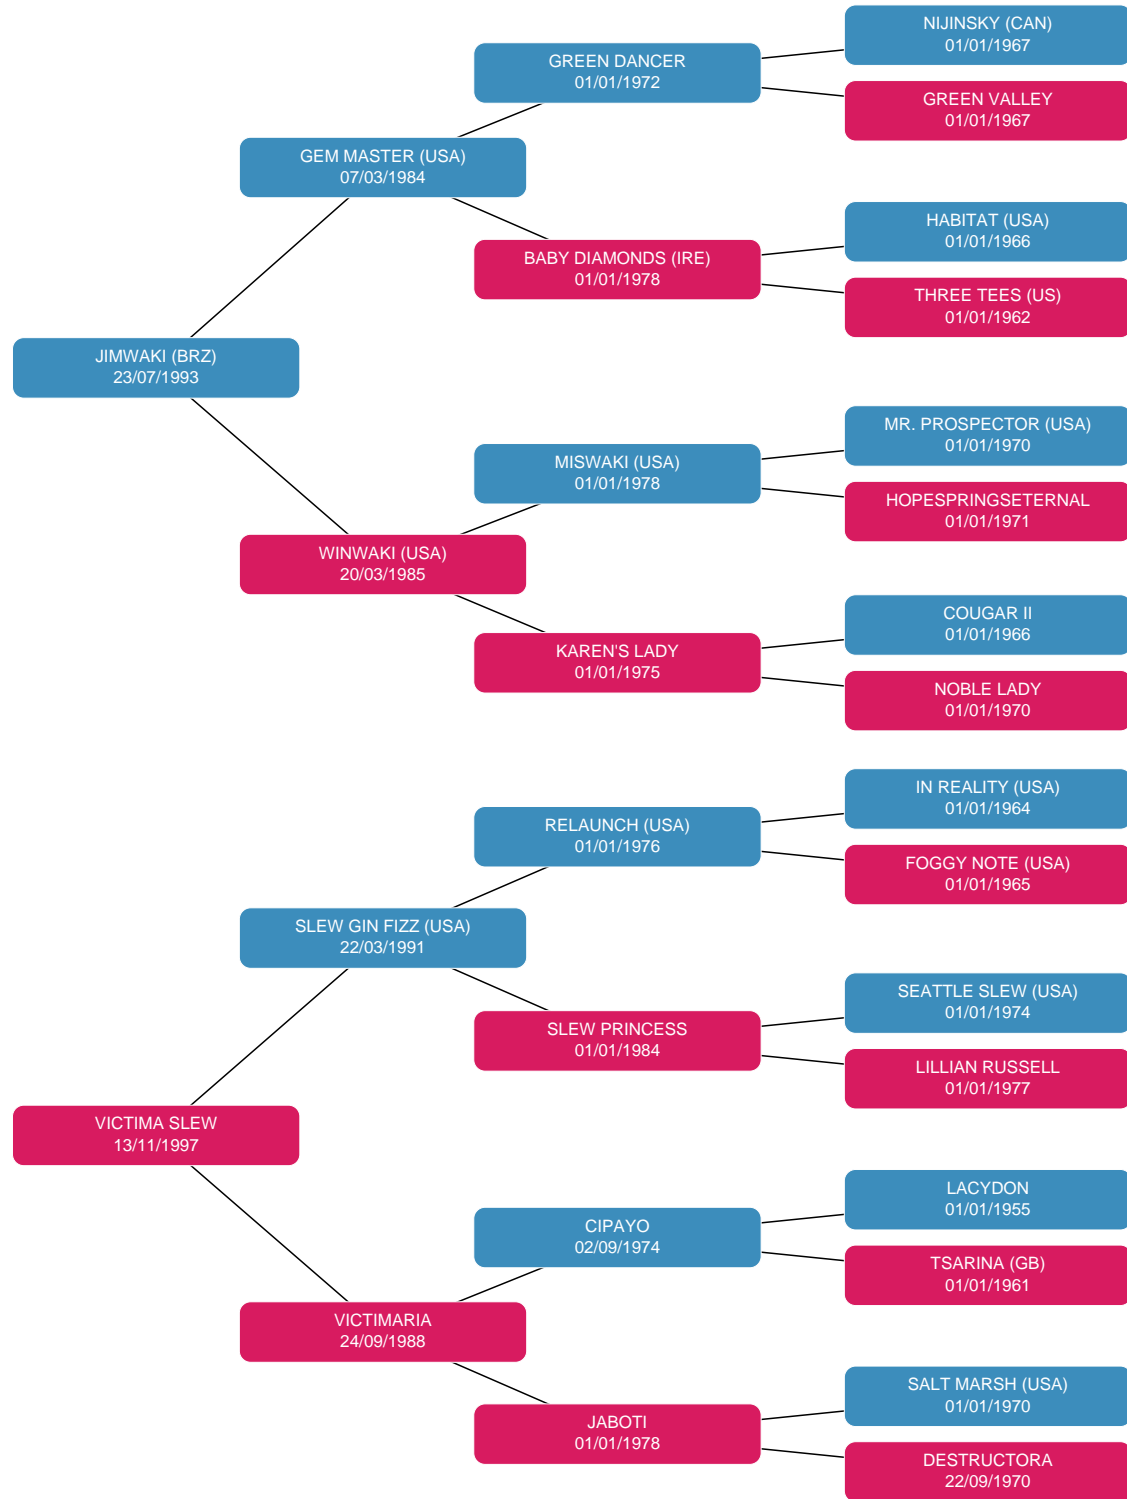 NIJINSKY (CAN)
01/01/1967
GREEN DANCER
01/01/1972
GREEN VALLEY
01/01/1967
GEM MASTER (USA)
07/03/1984
HABITAT (USA)
01/01/1966
BABY DIAMONDS (IRE)
01/01/1978
THREE TEES (US)
01/01/1962
JIMWAKI (BRZ)
23/07/1993
MR. PROSPECTOR (USA)
01/01/1970
MISWAKI (USA)
01/01/1978
HOPESPRINGSETERNAL
01/01/1971
WINWAKI (USA)
20/03/1985
COUGAR II
01/01/1966
KAREN'S LADY
01/01/1975
NOBLE LADY
01/01/1970
IN REALITY (USA)
01/01/1964
RELAUNCH (USA)
01/01/1976
FOGGY NOTE (USA)
01/01/1965
SLEW GIN FIZZ (USA)
22/03/1991
SEATTLE SLEW (USA)
01/01/1974
SLEW PRINCESS
01/01/1984
LILLIAN RUSSELL
01/01/1977
VICTIMA SLEW
13/11/1997
LACYDON
01/01/1955
CIPAYO
02/09/1974
TSARINA (GB)
01/01/1961
VICTIMARIA
24/09/1988
SALT MARSH (USA)
01/01/1970
JABOTI
01/01/1978
DESTRUCTORA
22/09/1970